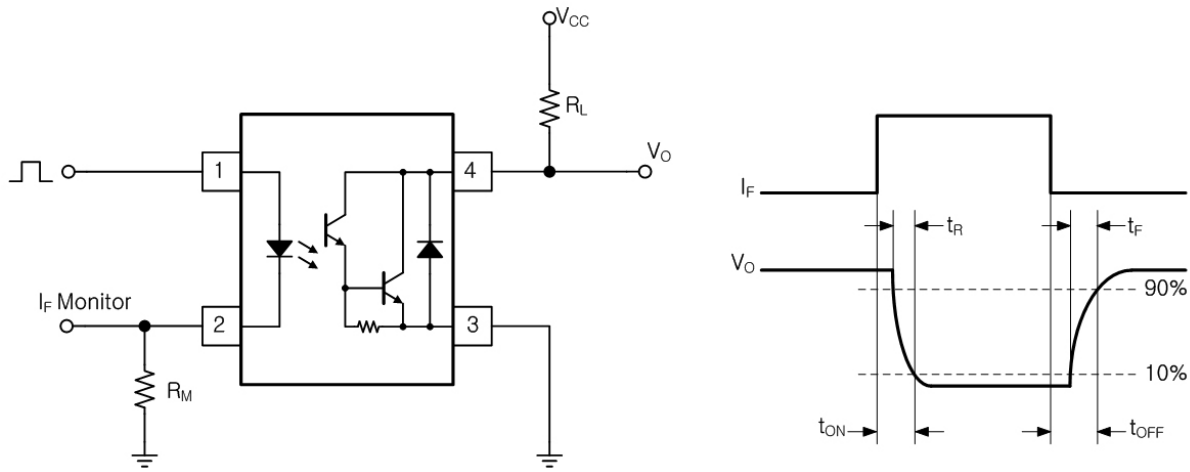 VCC
RL
1
4
VO
IF Monitor
2
3
RM
IF
tR
tF
VO
90%
10%
tON
tOFF